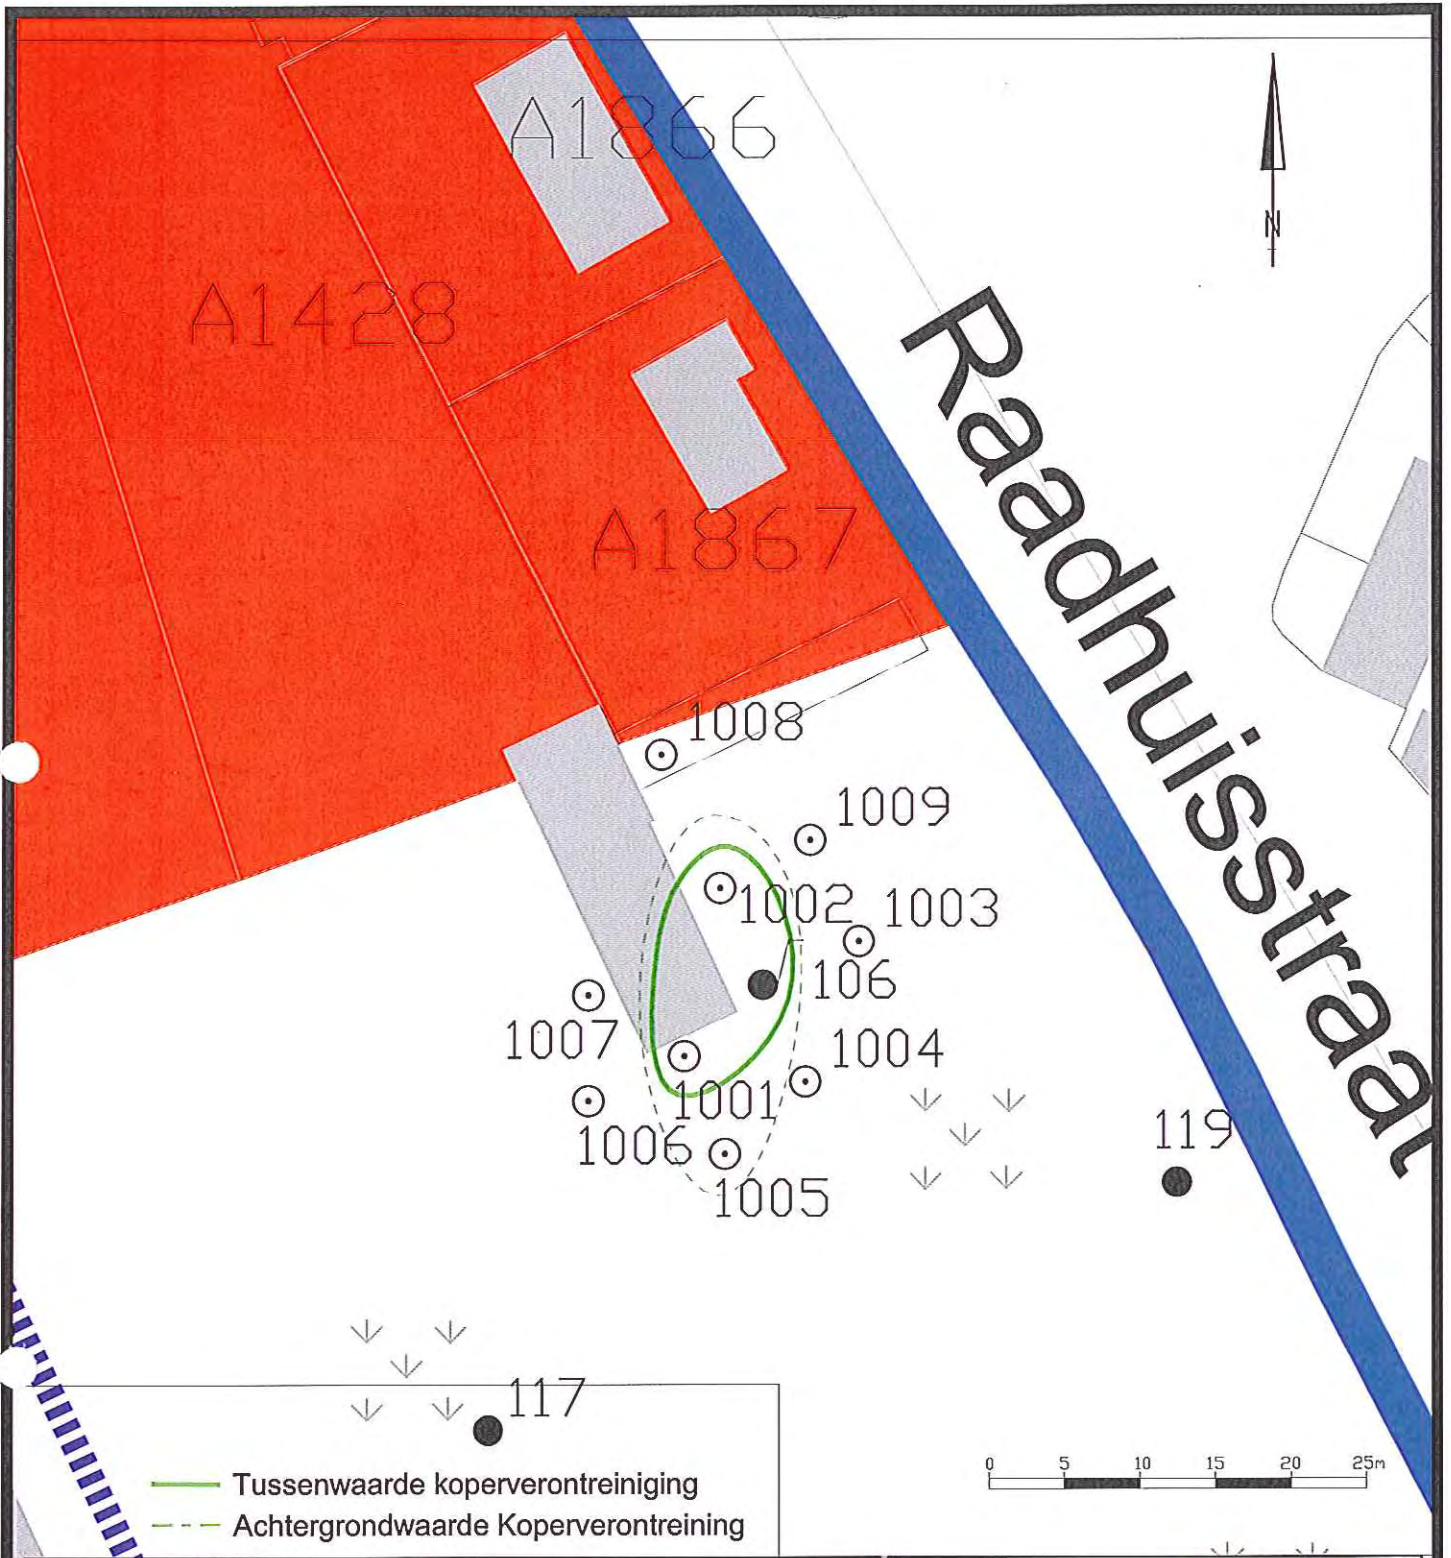 A1866
N
A1428
Raadhuisstraat
A1867
1008
1009
1002
1003
106
1007
1004
1001
1006
119
1005
117
0 5 10 15 20 25m
Tussenwaarde koperverontreiniging
Achtergrondwaarde Koperverontreining